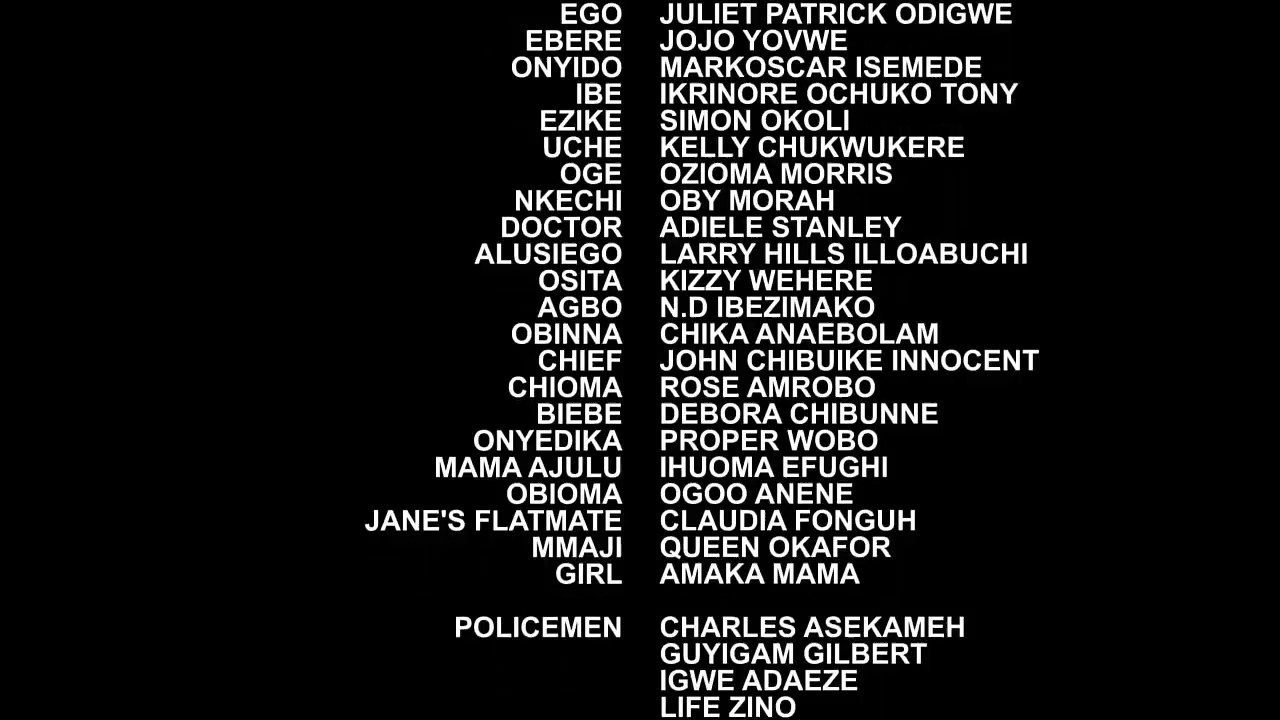 EGO JULIET PATRICK ODIGWE
EBERE JOJO YOVWE
ONYIDO MARKOSCAR ISEMEDE
IBE IKRINORE OCHUKO TONY
EZIKE SIMON OKOLI
UCHE KELLY CHUKWUKERE
OGE OZIOMA MORRIS
NKECHI OBY MORAH
DOCTOR ADIELE STANLEY
ALUSIEGO LARRY HILLS ILLOABUCHI
OSITA KIZZY WEHERE
AGBO N.D IBEZIMAKO
OBINNA CHIKA ANAEBOLAM
CHIEF JOHN CHIBUIKE INNOCENT
CHIOMA ROSE AMROBO
BIEBE DEBORA CHIBUNNE
ONYEDIKA PROPER WOBO
MAMA AJULU IHUOMA EFUGHI
OBIOMA OGOO ANENE
JANE'S FLATMATE CLAUDIA FONGUH
MMAJI QUEEN OKAFOR
GIRL AMAKA MAMA
POLICEMEN CHARLES ASEKAMEH
GUYIGAM GILBERT
IGWE ADAEZE
LIFE ZINO